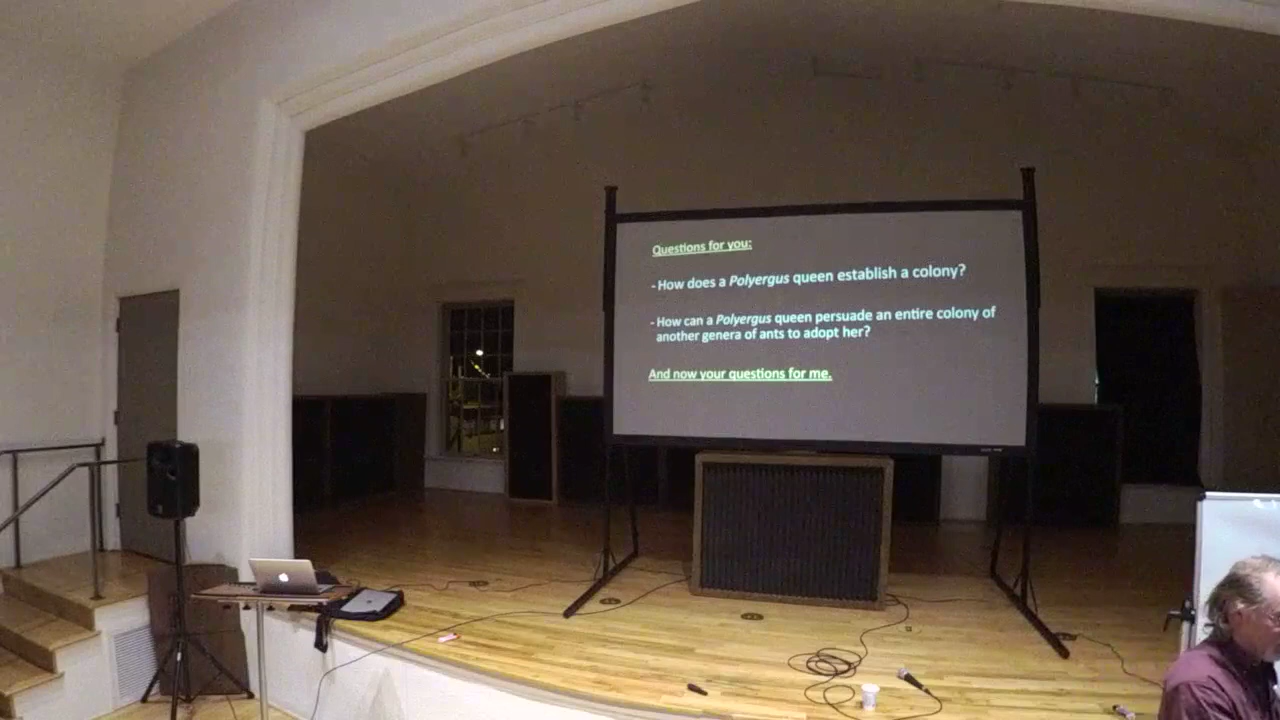 Questions for you:
- How does a Polyergus queen establish a colony?
- How can a Polyergus queen persuade an entire colony of
another genera of ants to adopt her?
And now your questions for me.